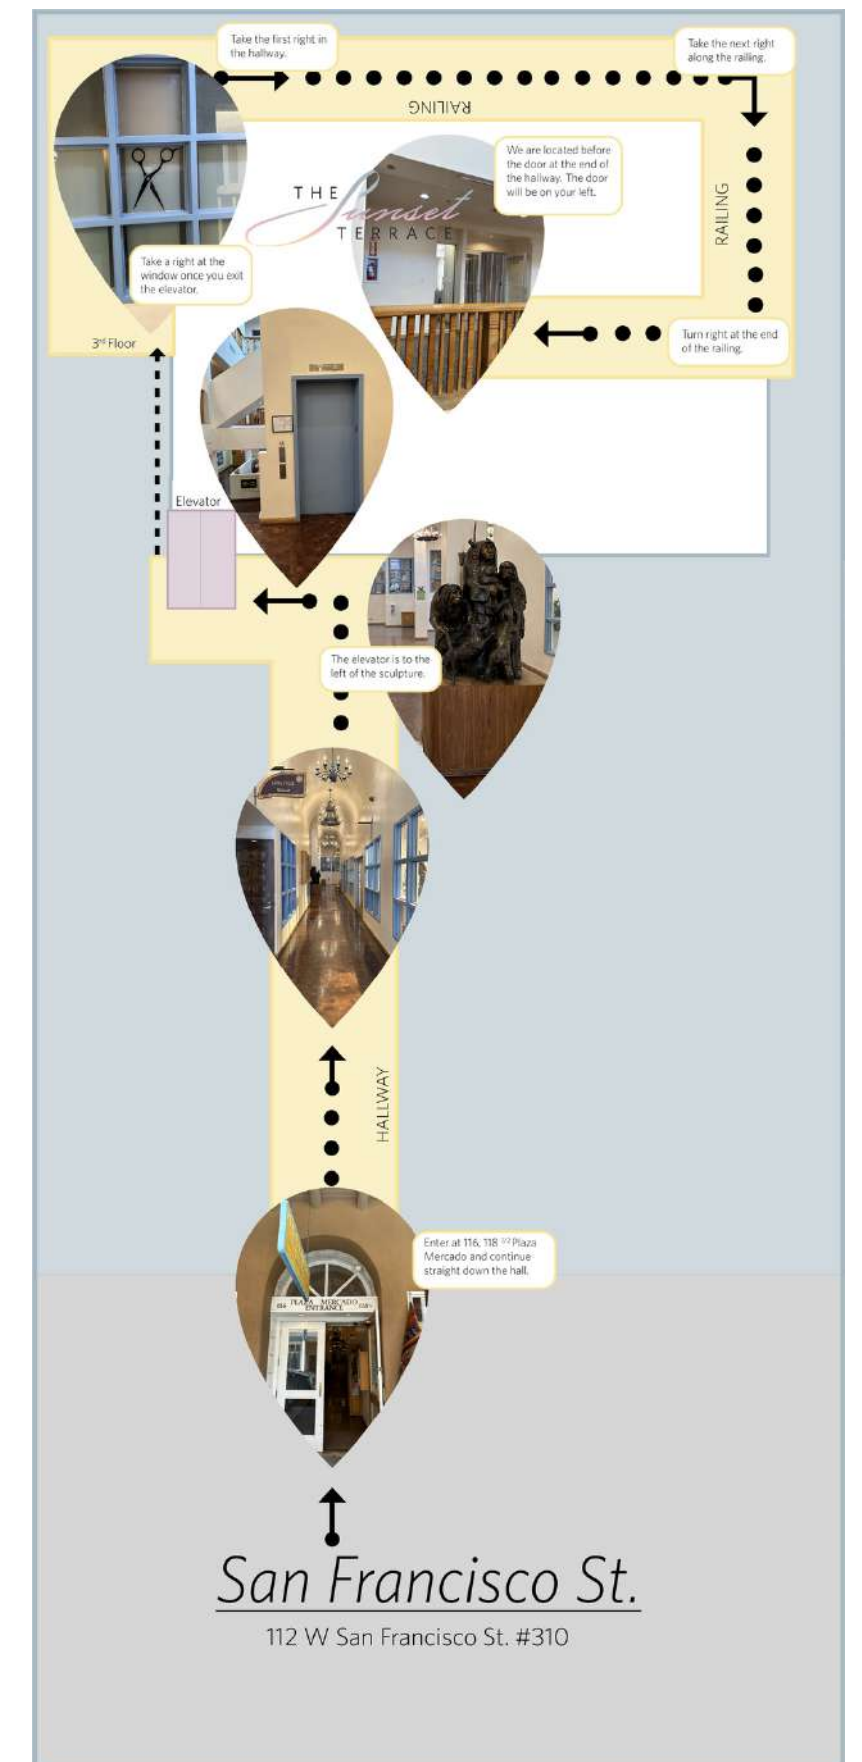 Take the first right in
the hallway.
Take the next right
along the railing.
RAILING
We are located before
the door at the end of
the hallway. The door
will be on your left.
THE
Sunset
TERRACE
RAILING
Take a right at the
window once you exit
the elevator.
Turn right at the end
of the railing.
3rd Floor
Elevator
The elevator is to the
left of the sculpture.
HALLWAY
Enter at 116, 118 1/2 Plaza
Mercado and continue
straight down the hall.
PLAZA MERCADO
ENTRANCE
San Francisco St.
112 W San Francisco St. #310